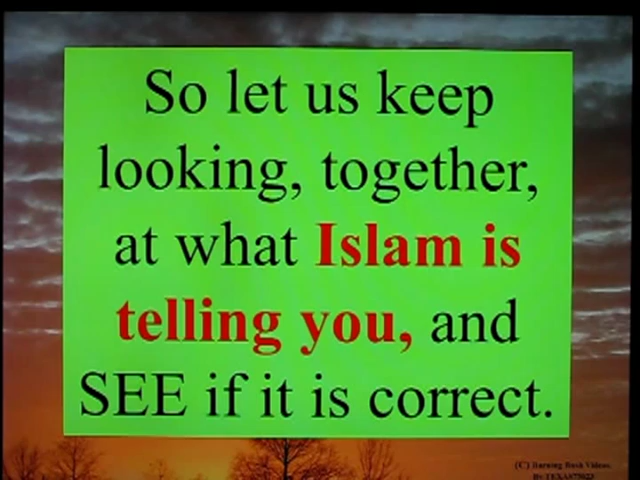 So let us keep
looking, together,
at what Islam is
telling you, and
SEE if it is correct.
(C) Burning Bush Videos